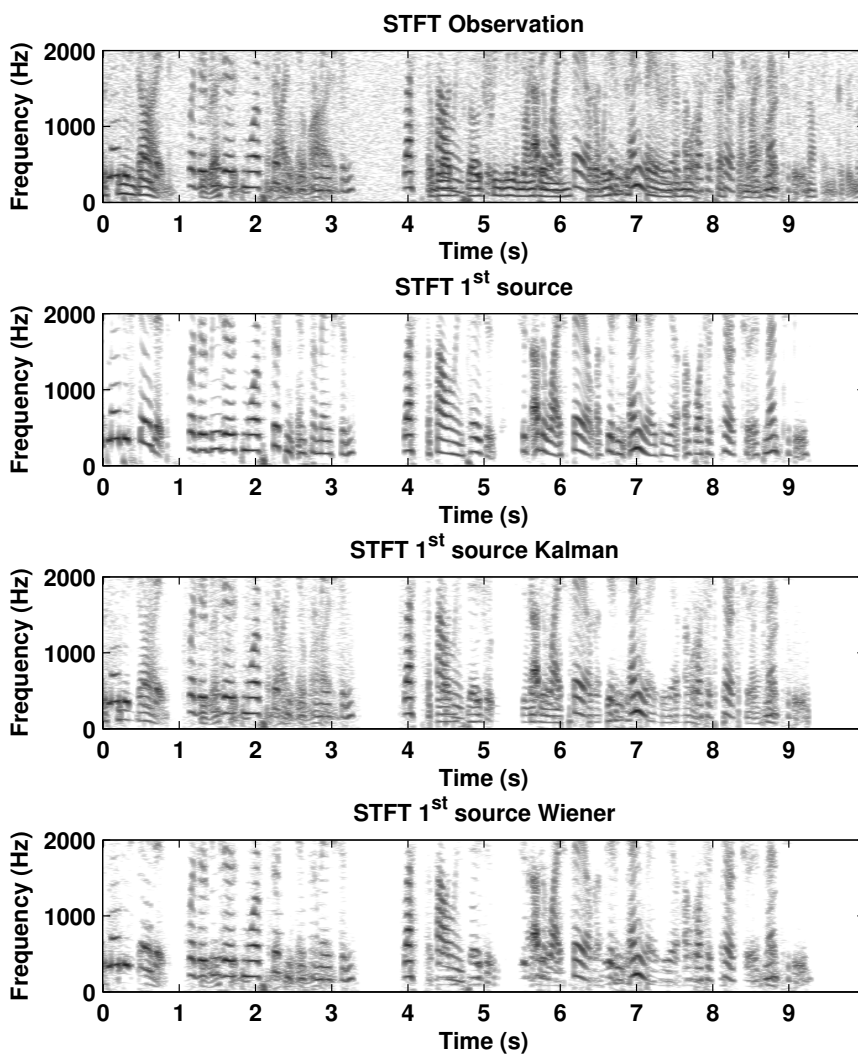 STFT Observation
Frequency (Hz)
2000
1000
0
0 1 2 3 4 5 6 7 8 9
Time (s)
STFT 1st source
Frequency (Hz)
2000
1000
0
0 1 2 3 4 5 6 7 8 9
Time (s)
STFT 1st source Kalman
Frequency (Hz)
2000
1000
0
0 1 2 3 4 5 6 7 8 9
Time (s)
STFT 1st source Wiener
Frequency (Hz)
2000
1000
0
0 1 2 3 4 5 6 7 8 9
Time (s)